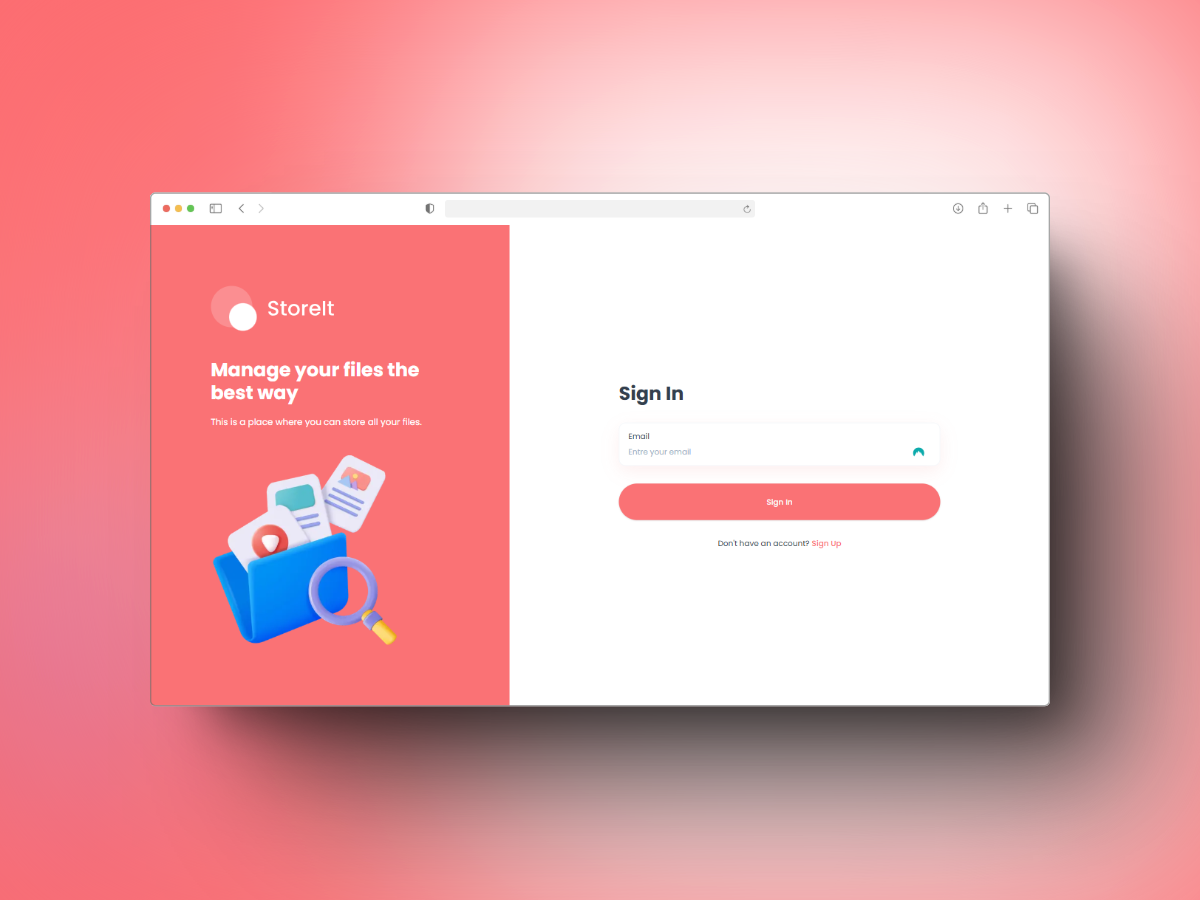 StoreIt
Manage your files the
best way
This is a place where you can store all your files.
Sign In
Email
Entre your email
Sign In
Don't have an account? Sign Up